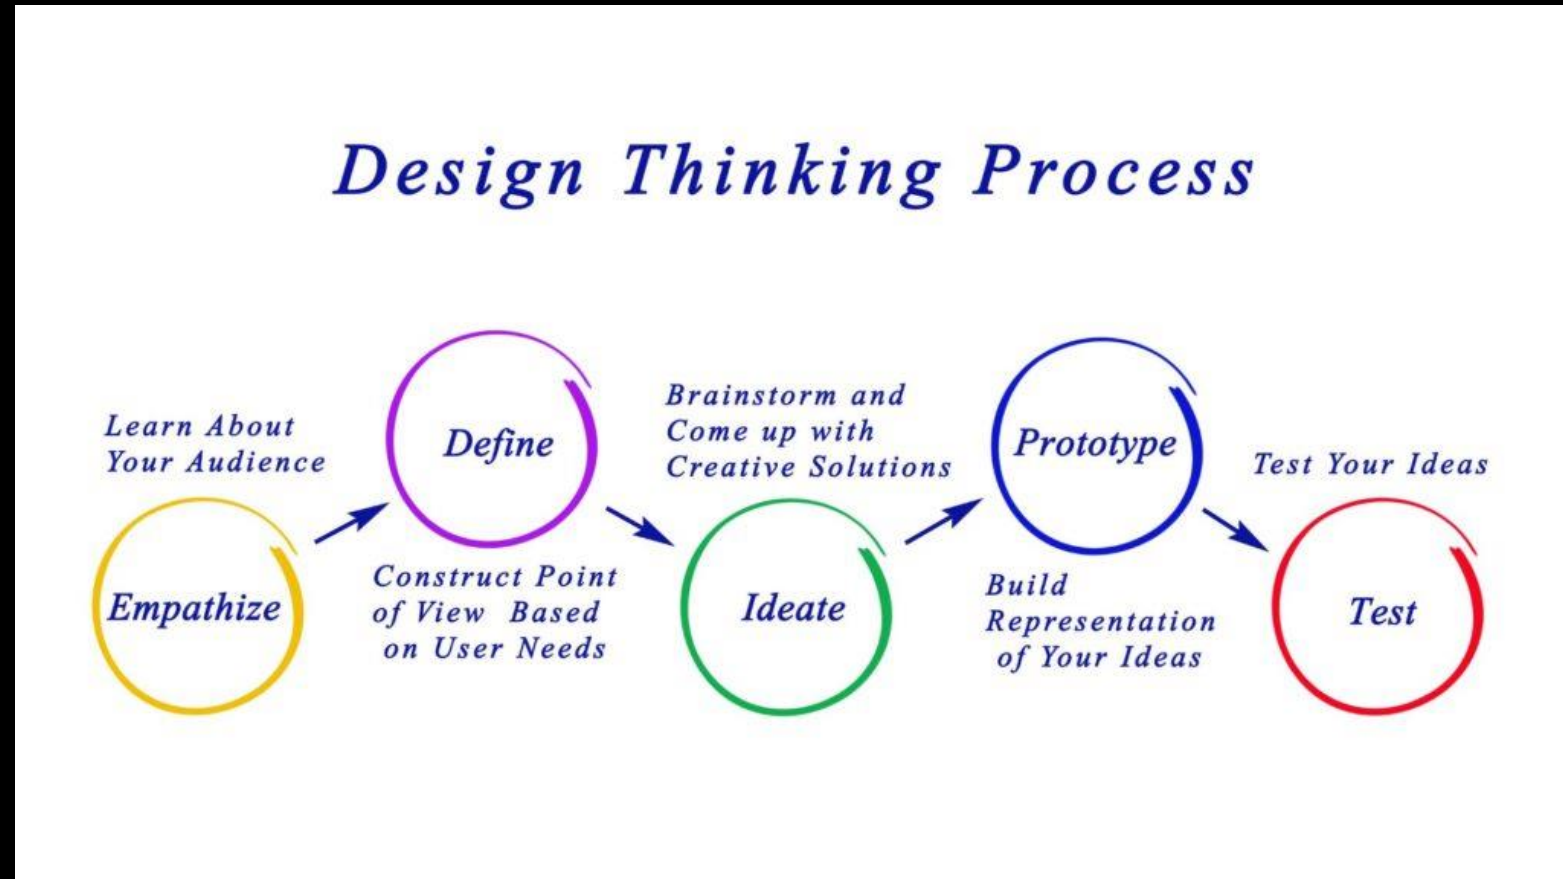 Design Thinking Process
Learn About
Your Audience
Empathize
Define
Construct Point
of View Based
on User Needs
Brainstorm and
Come up with
Creative Solutions
Ideate
Prototype
Build
Representation
of Your Ideas
Test Your Ideas
Test